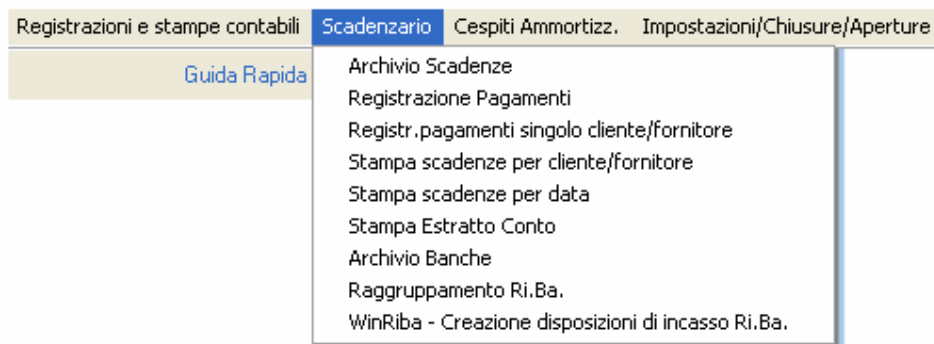 Registrazioni e stampe contabili Scadenzario Cespiti Ammortizz. Impostazioni/Chiusure/Aperture
Guida Rapida
Archivio Scadenze
Registrazione Pagamenti
Registr.pagamenti singolo cliente/fornitore
Stampa scadenze per cliente/fornitore
Stampa scadenze per data
Stampa Estratto Conto
Archivio Banche
Raggruppamento Ri.Ba.
WinRiba - Creazione disposizioni di incasso Ri.Ba.